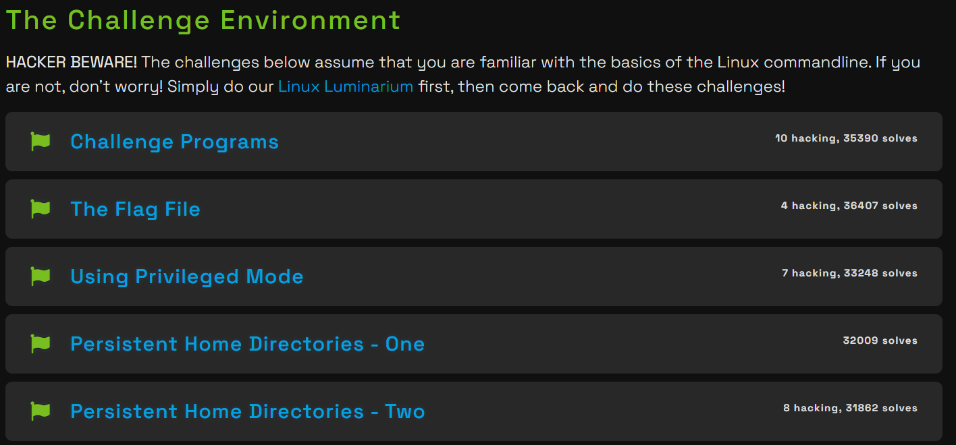 The Challenge Environment
HACKER BEWARE! The challenges below assume that you are familiar with the basics of the Linux commandline. If you
are not, don't worry! Simply do our Linux Luminarium first, then come back and do these challenges!
Challenge Programs 10 hacking, 35390 solves
The Flag File 4 hacking, 36407 solves
Using Privileged Mode 7 hacking, 33248 solves
Persistent Home Directories - One 32009 solves
Persistent Home Directories - Two 8 hacking, 31862 solves